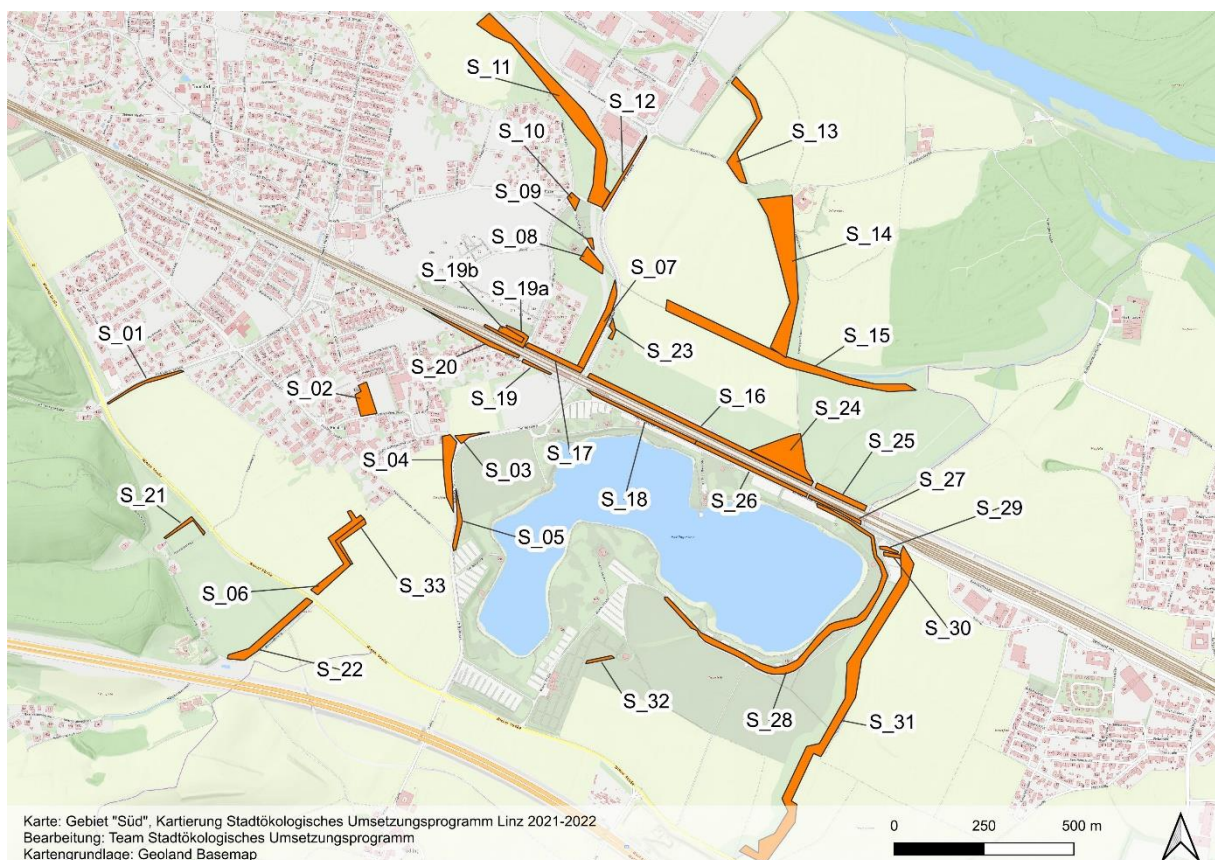 S_11
S_12
S_13
S_10
S_09
S_08
S_14
S_07
S_19b
S_19a
S_01
S_23
S_15
S_20
S_02
S_19
S_16
S_24
S_04
S_03
S_17
S_25
S_18
S_26
S_27
S_21
S_05
S_29
S_33
S_06
S_30
S_22
S_32
S_28
S_31
Karte: Gebiet "Süd", Kartierung Stadtökologisches Umsetzungsprogramm Linz 2021-2022
Bearbeitung: Team Stadtökologisches Umsetzungsprogramm
Kartengrundlage: Geoland Basemap
0 250 500 m